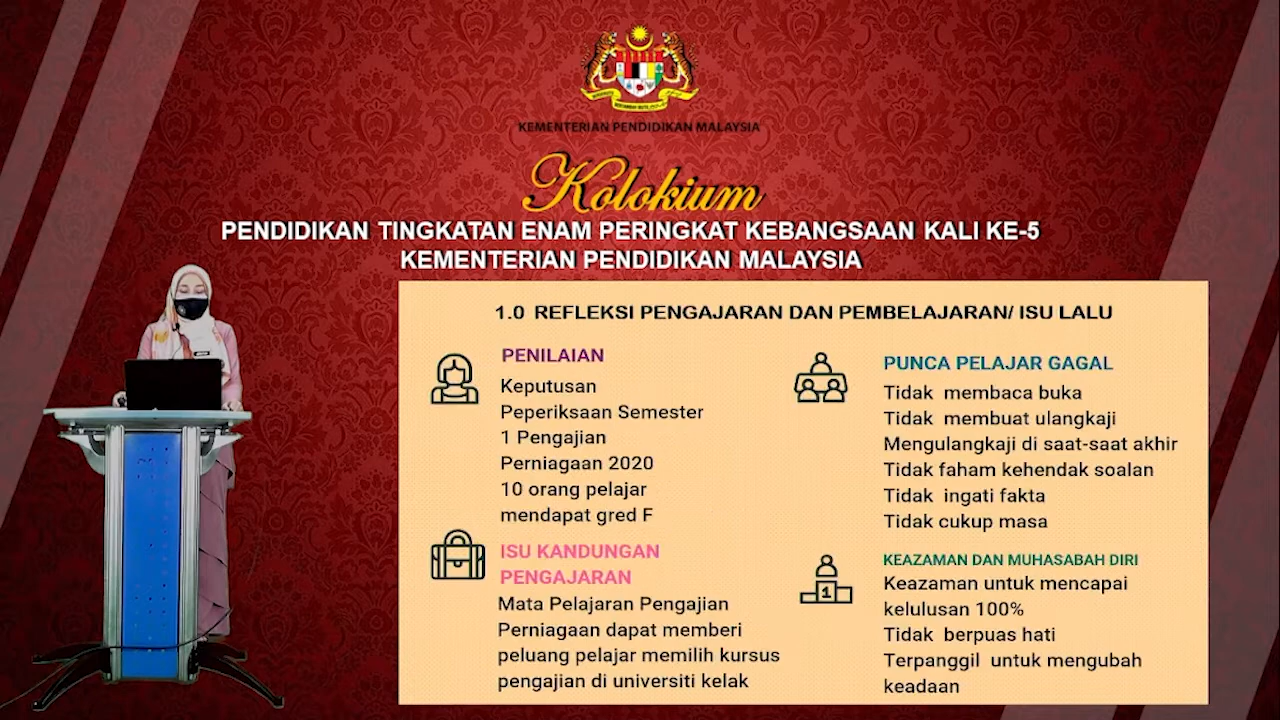 KEMENTERIAN PENDIDIKAN MALAYSIA
Kolokium
PENDIDIKAN TINGKATAN ENAM PERINGKAT KEBANGSAAN KALI KE-5
KEMENTERIAN PENDIDIKAN MALAYSIA
1.0 REFLEKSI PENGAJARAN DAN PEMBELAJARAN/ ISU LALU
PENILAIAN
Keputusan
Peperiksaan Semester
1 Pengajian
Perniagaan 2020
10 orang pelajar
mendapat gred F
ISU KANDUNGAN
PENGAJARAN
Mata Pelajaran Pengajian
Perniagaan dapat memberi
peluang pelajar memilih kursus
pengajian di universiti kelak
PUNCA PELAJAR GAGAL
Tidak membaca buka
Tidak membuat ulangkaji
Mengulangkaji di saat-saat akhir
Tidak faham kehendak soalan
Tidak ingati fakta
Tidak cukup masa
KEAZAMAN DAN MUHASABAH DIRI
1
Keazaman untuk mencapai
kelulusan 100%
Tidak berpuas hati
Terpanggil untuk mengubah
keadaan